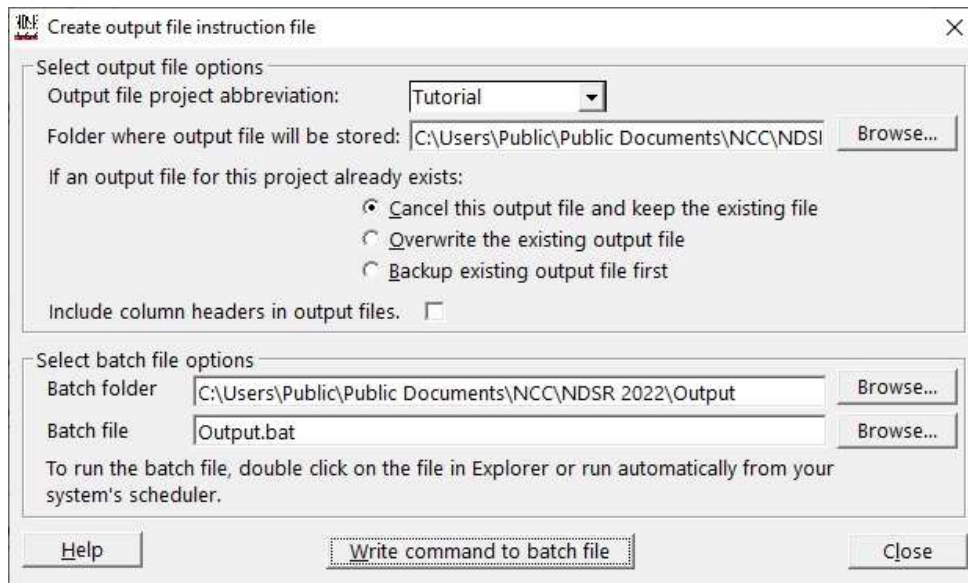 Create output file instruction file
Select output file options
Output file project abbreviation: Tutorial
Folder where output file will be stored: C:\Users\Public\Public Documents\NCC\NDSI Browse...
If an output file for this project already exists:
Cancel this output file and keep the existing file
Overwrite the existing output file
Backup existing output file first
Include column headers in output files.
Select batch file options
Batch folder C:\Users\Public\Public Documents\NCC\NDSR 2022\Output Browse...
Batch file Output.bat Browse...
To run the batch file, double click on the file in Explorer or run automatically from your
system's scheduler.
Help Write command to batch file Close